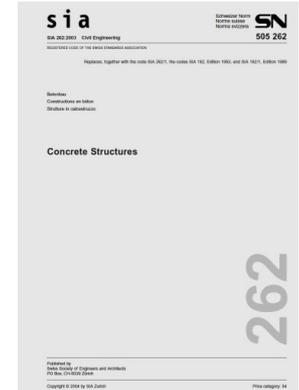 sia
Schweizer Norm
Norme suisse
Norma svizzera
SN
SIA 262:2003 Civil Engineering
505 262
REGISTERED CODE OF THE SWISS STANDARDS ASSOCIATION
Replaces, together with the code SIA 262/1, the codes SIA 162, Edition 1993, and SIA 162/1, Edition 1989
Betonbau
Constructions en béton
Strutture in calcestruzzo
Concrete Structures
262
Published by
Swiss Society of Engineers and Architects
PO Box, CH-8039 Zürich
Copyright © 2004 by SIA Zurich
Price category: 54